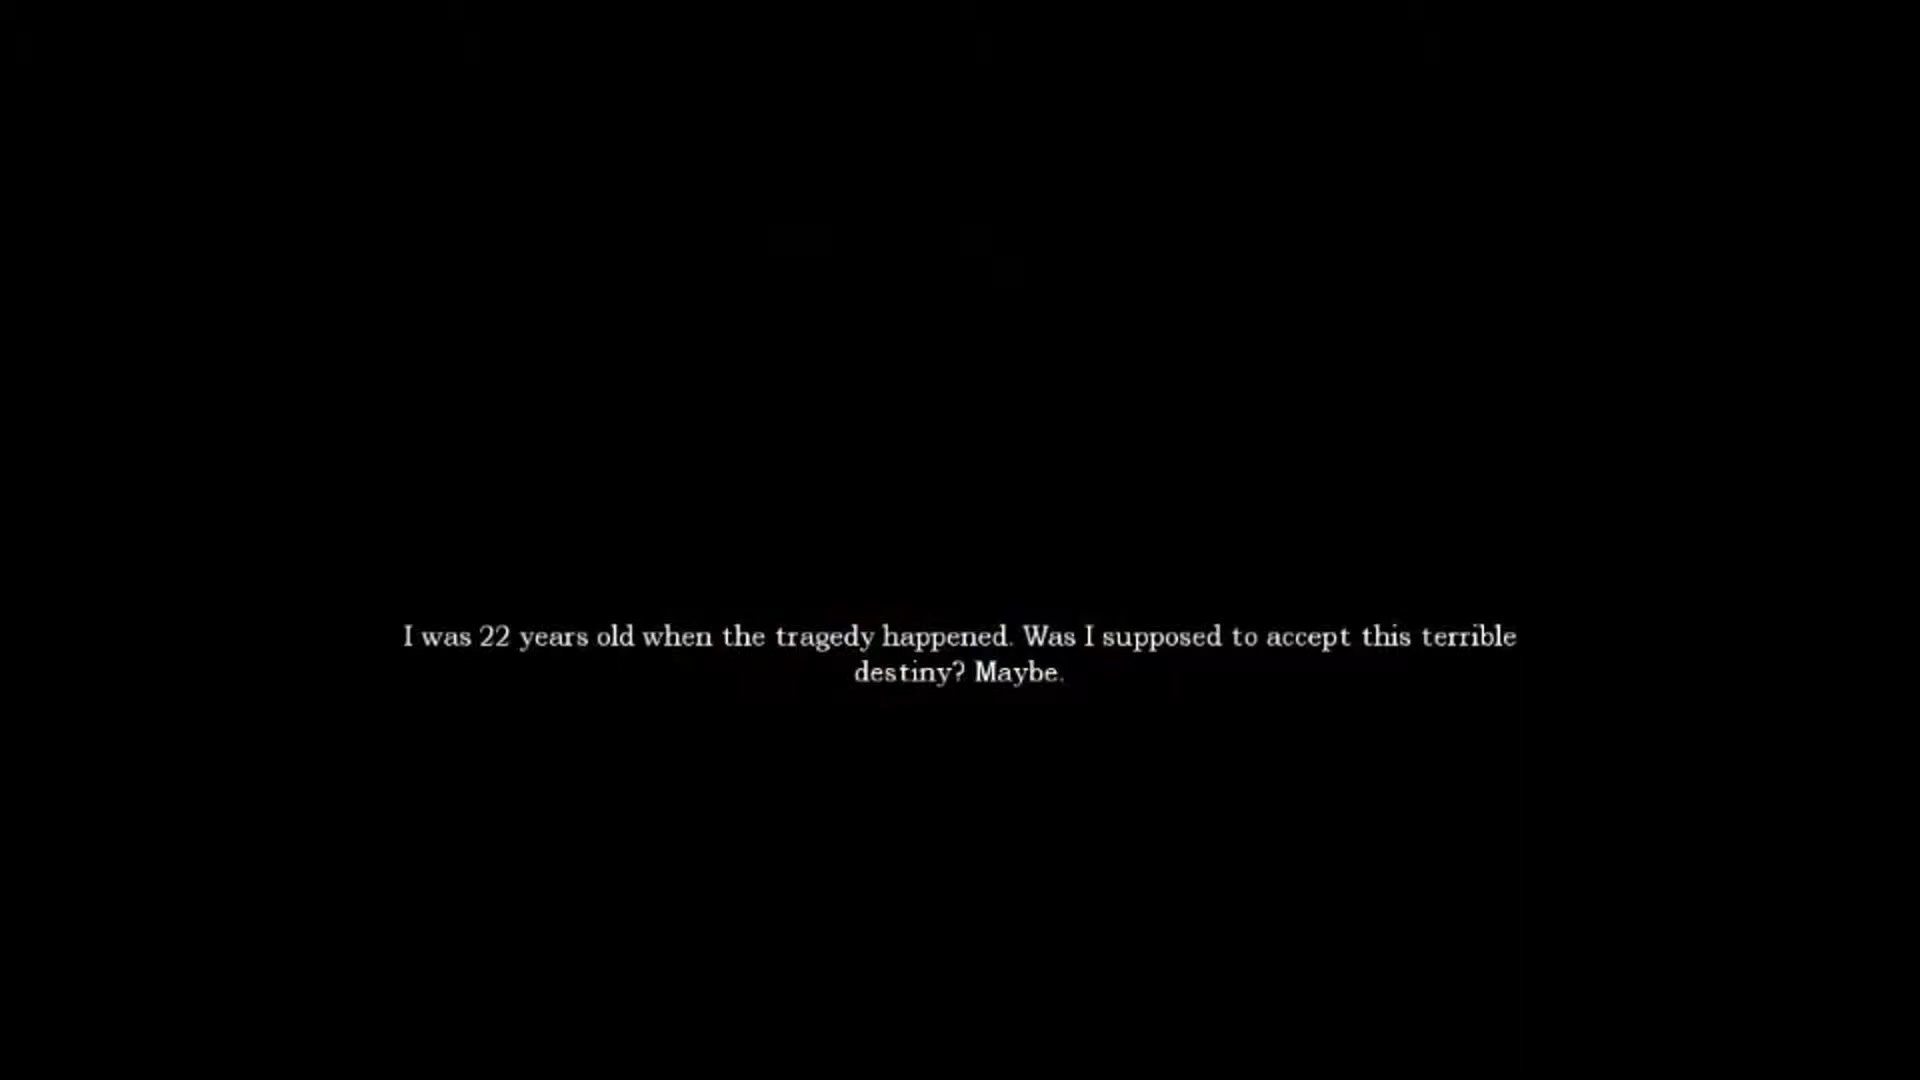 I was 22 years old when the tragedy happened. Was I supposed to accept this terrible
destiny? Maybe.